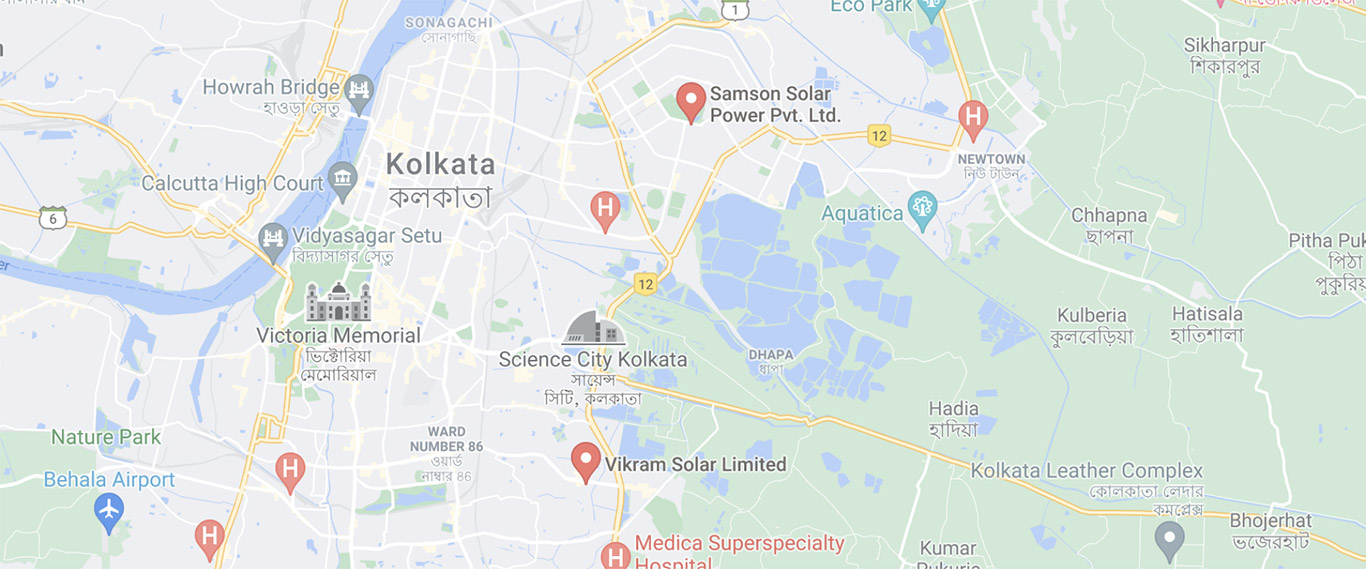 SONAGACHI
সোনাগাছি
1
Eco Park
Sikharpur
শিকারপুর
Howrah Bridge
হাওড়া সেতু
Samson Solar
Power Pvt. Ltd.
H
12
NEWTOWN
নিউ টাউন
Kolkata
কলকাতা
Calcutta High Court
6
H
Aquatica
Chhapna
ছাপনা
Vidyasagar Setu
বিদ্যাসাগর সেতু
Pitha Puk
পিঠা
পুকুরিয়
12
Victoria Memorial
ভিক্টোরিয়া
মেমোরিয়াল
Science City Kolkata
সায়েন্স
সিটি, কলকাতা
DHAPA
ধাপা
Kulberia
কুলবেড়িয়া
Hatisala
হাতিশালা
Hadia
হাদিয়া
Nature Park
WARD
NUMBER 86
ওয়ার্ড
নাম্বার ৪৬
Behala Airport
H
Vikram Solar Limited
Kolkata Leather Complex
কোলকাতা লেদার
কমপ্লেক্স
H
Bhojerhat
ভজেরহাট
H
Medica Superspecialty
Hospital
Kumar
Pukuria